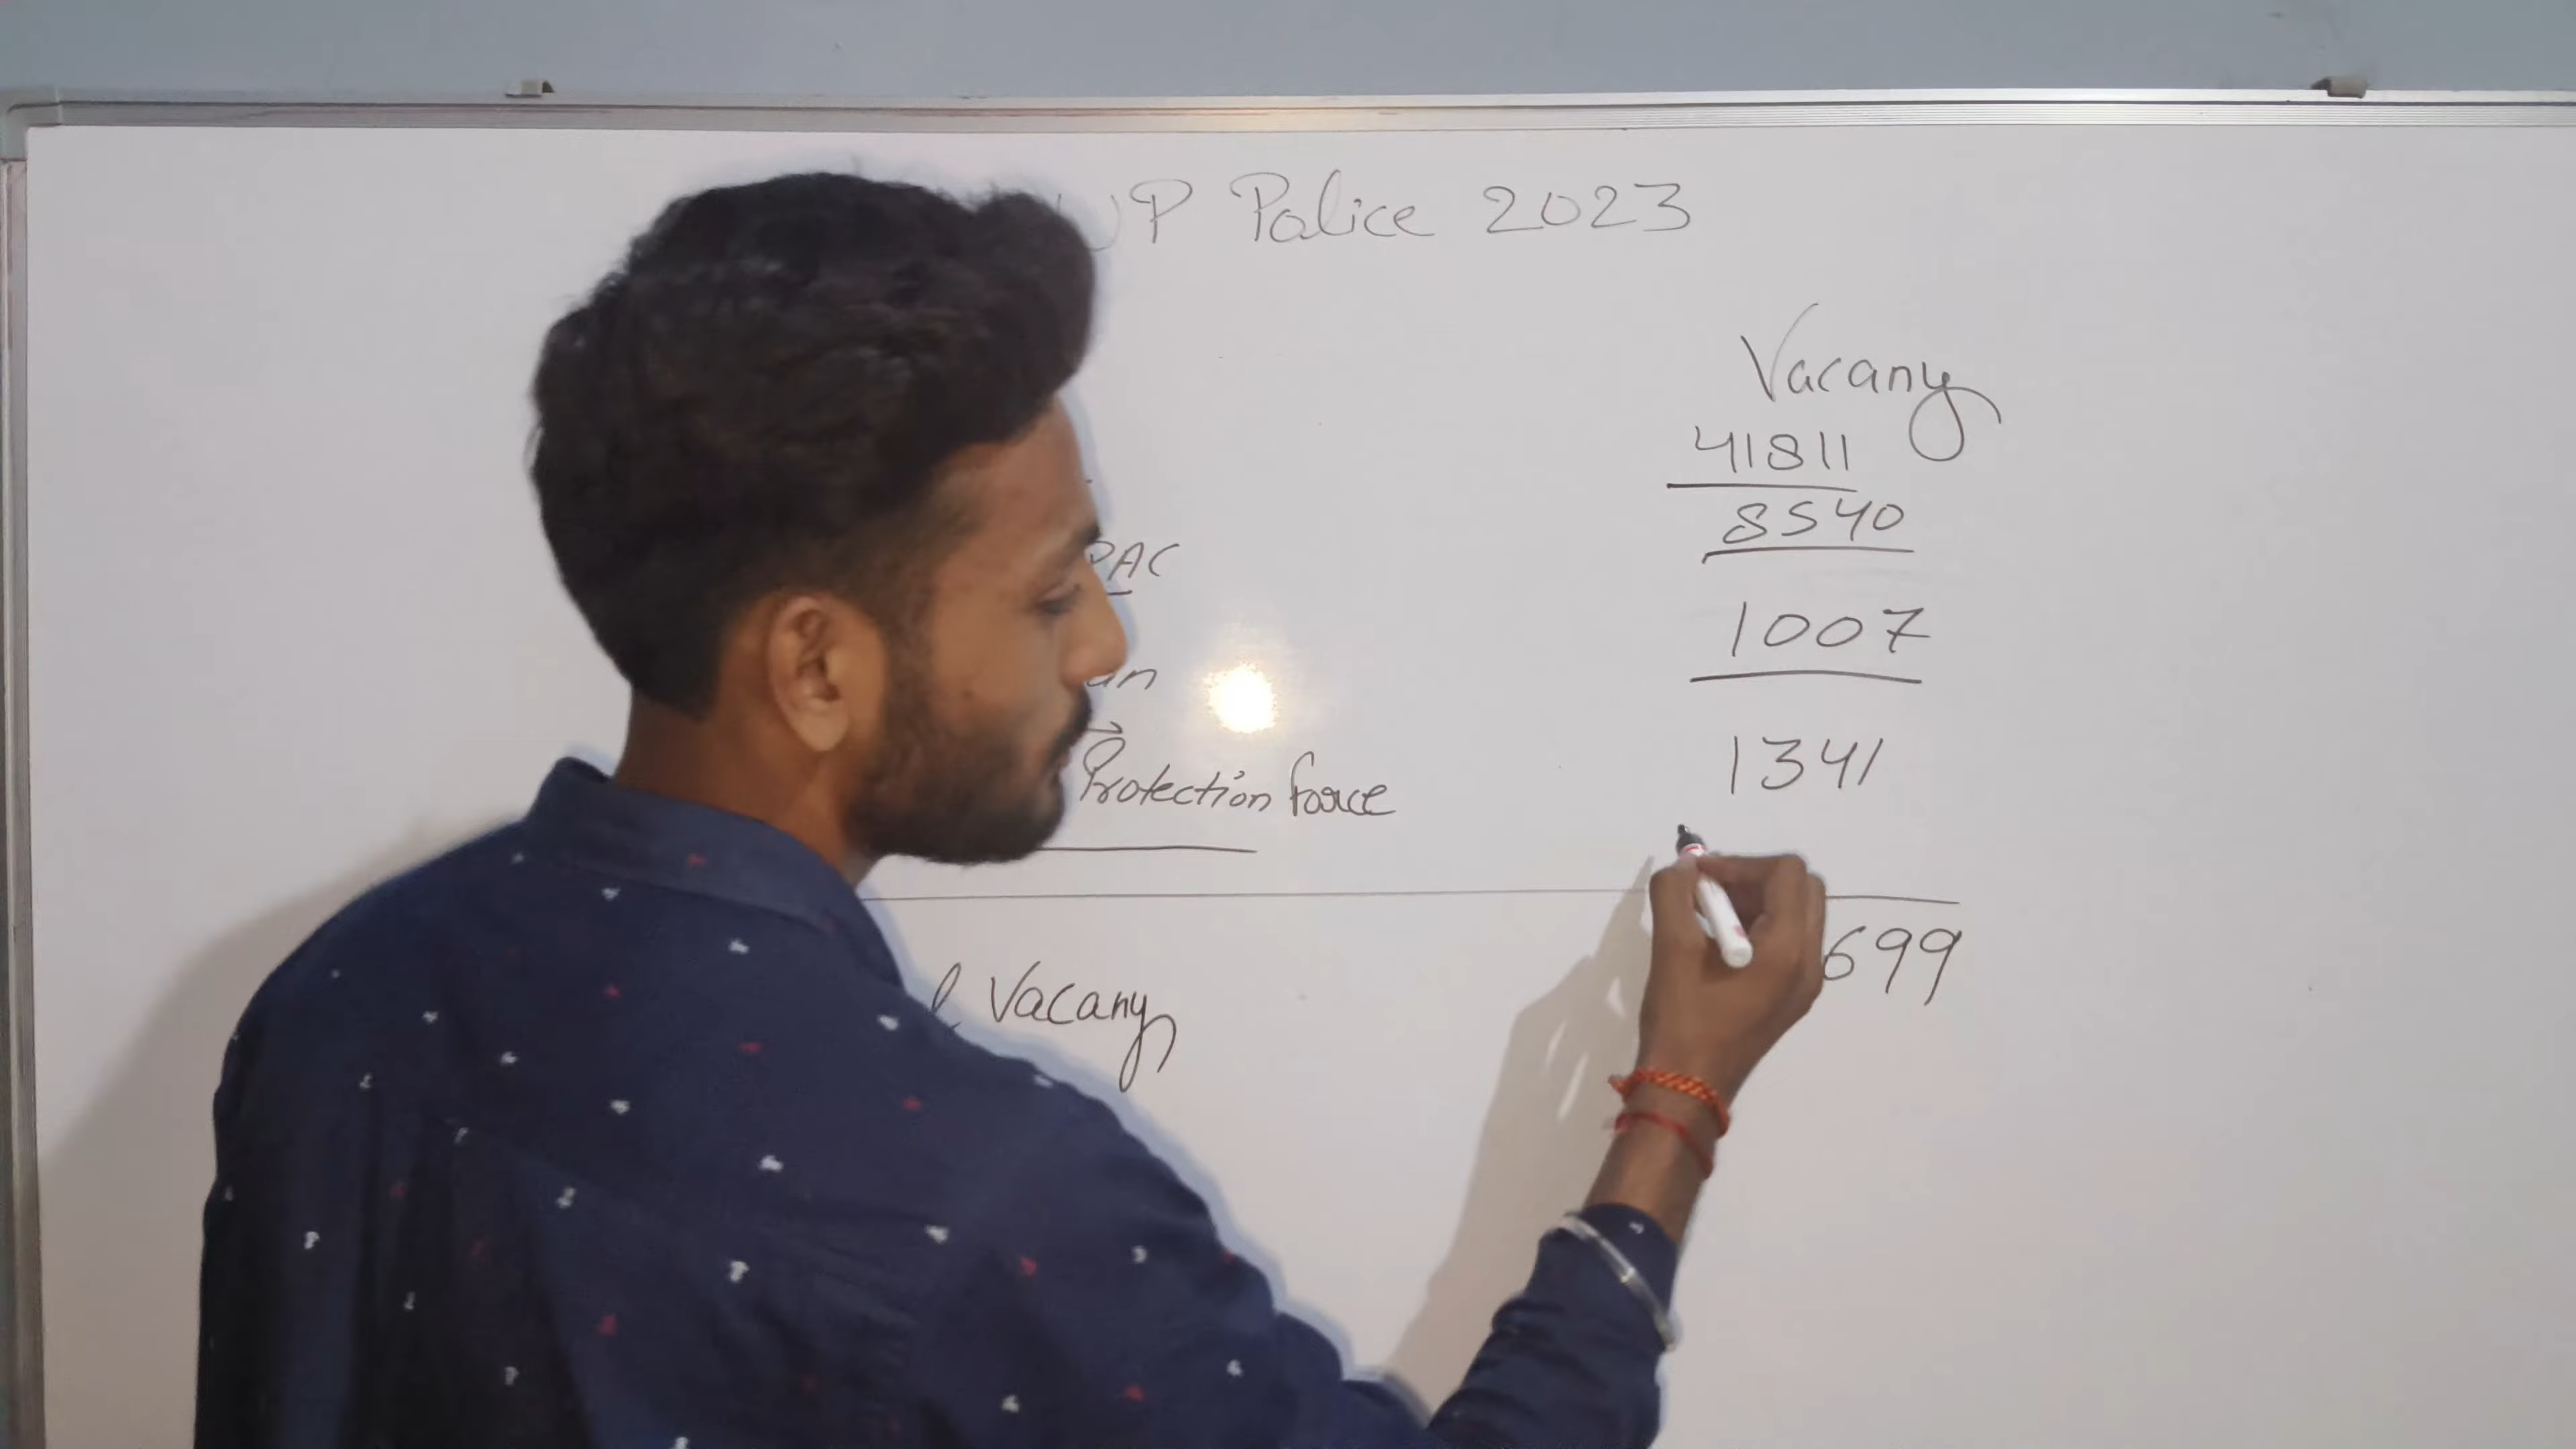 UP Police 2023
Vacany
41811
PAC 8540
1007
Protection Force 1341
Vacany 699